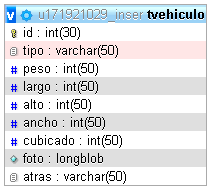 v u171921029_inser tvehiculo
id : int(30)
tipo : varchar(50)
# peso : int(50)
# largo : int(50)
# alto : int(50)
# ancho : int(50)
# cubicado : int(50)
foto : longblob
atras : varchar(50)